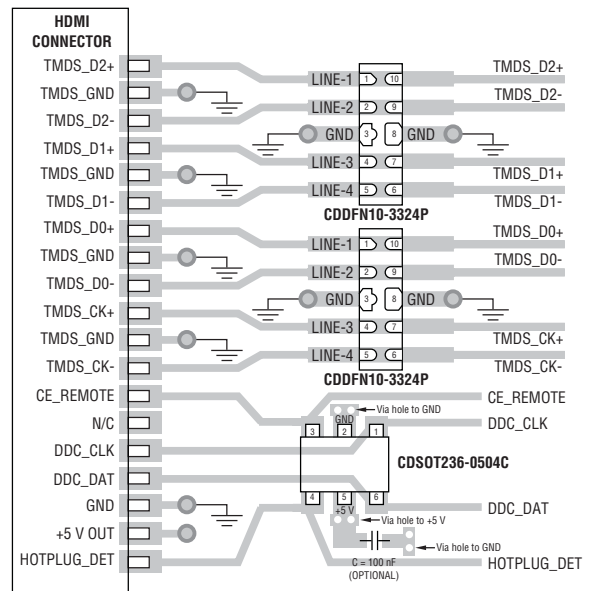 HDMI
CONNECTOR
TMDS_D2+
TMDS_GND
TMDS_D2-
TMDS_D1+
TMDS_GND
TMDS_D1-
TMDS_D0+
TMDS_GND
TMDS_D0-
TMDS_CK+
TMDS_GND
TMDS_CK-
CE_REMOTE
N/C
DDC_CLK
DDC_DAT
GND
+5 V OUT
HOTPLUG_DET
LINE-1 1 10
TMDS_D2+
LINE-2 2 9
TMDS_D2-
GND 3 8 GND
LINE-3 4 7
TMDS_D1+
LINE-4 5 6
TMDS_D1-
CDDFN10-3324P
LINE-1 1 10
TMDS_D0+
LINE-2 2 9
TMDS_D0-
GND 3 8 GND
LINE-3 4 7
TMDS_CK+
LINE-4 5 6
TMDS_CK-
CDDFN10-3324P
CE_REMOTE
Via hole to GND
GND
DDC_CLK
3 2 1
CDSOT236-0504C
4 5 6
+5 V
DDC_DAT
Via hole to +5 V
Via hole to GND
C = 100 nF
(OPTIONAL)
HOTPLUG_DET